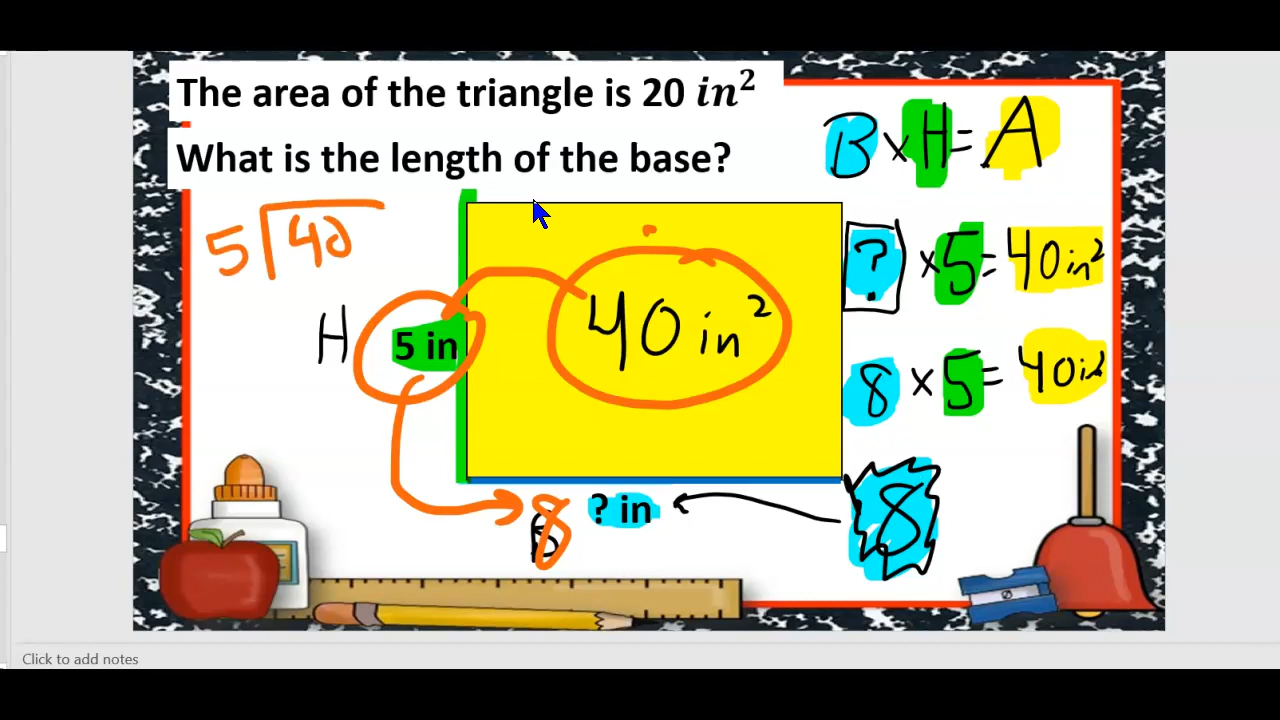 The area of the triangle is 20 in²
What is the length of the base?
B × H = A
5 40
? × 5 = 40 in²
H 5 in
40 in²
8 × 5 = 40 in²
8 ? in
B
8
Click to add notes